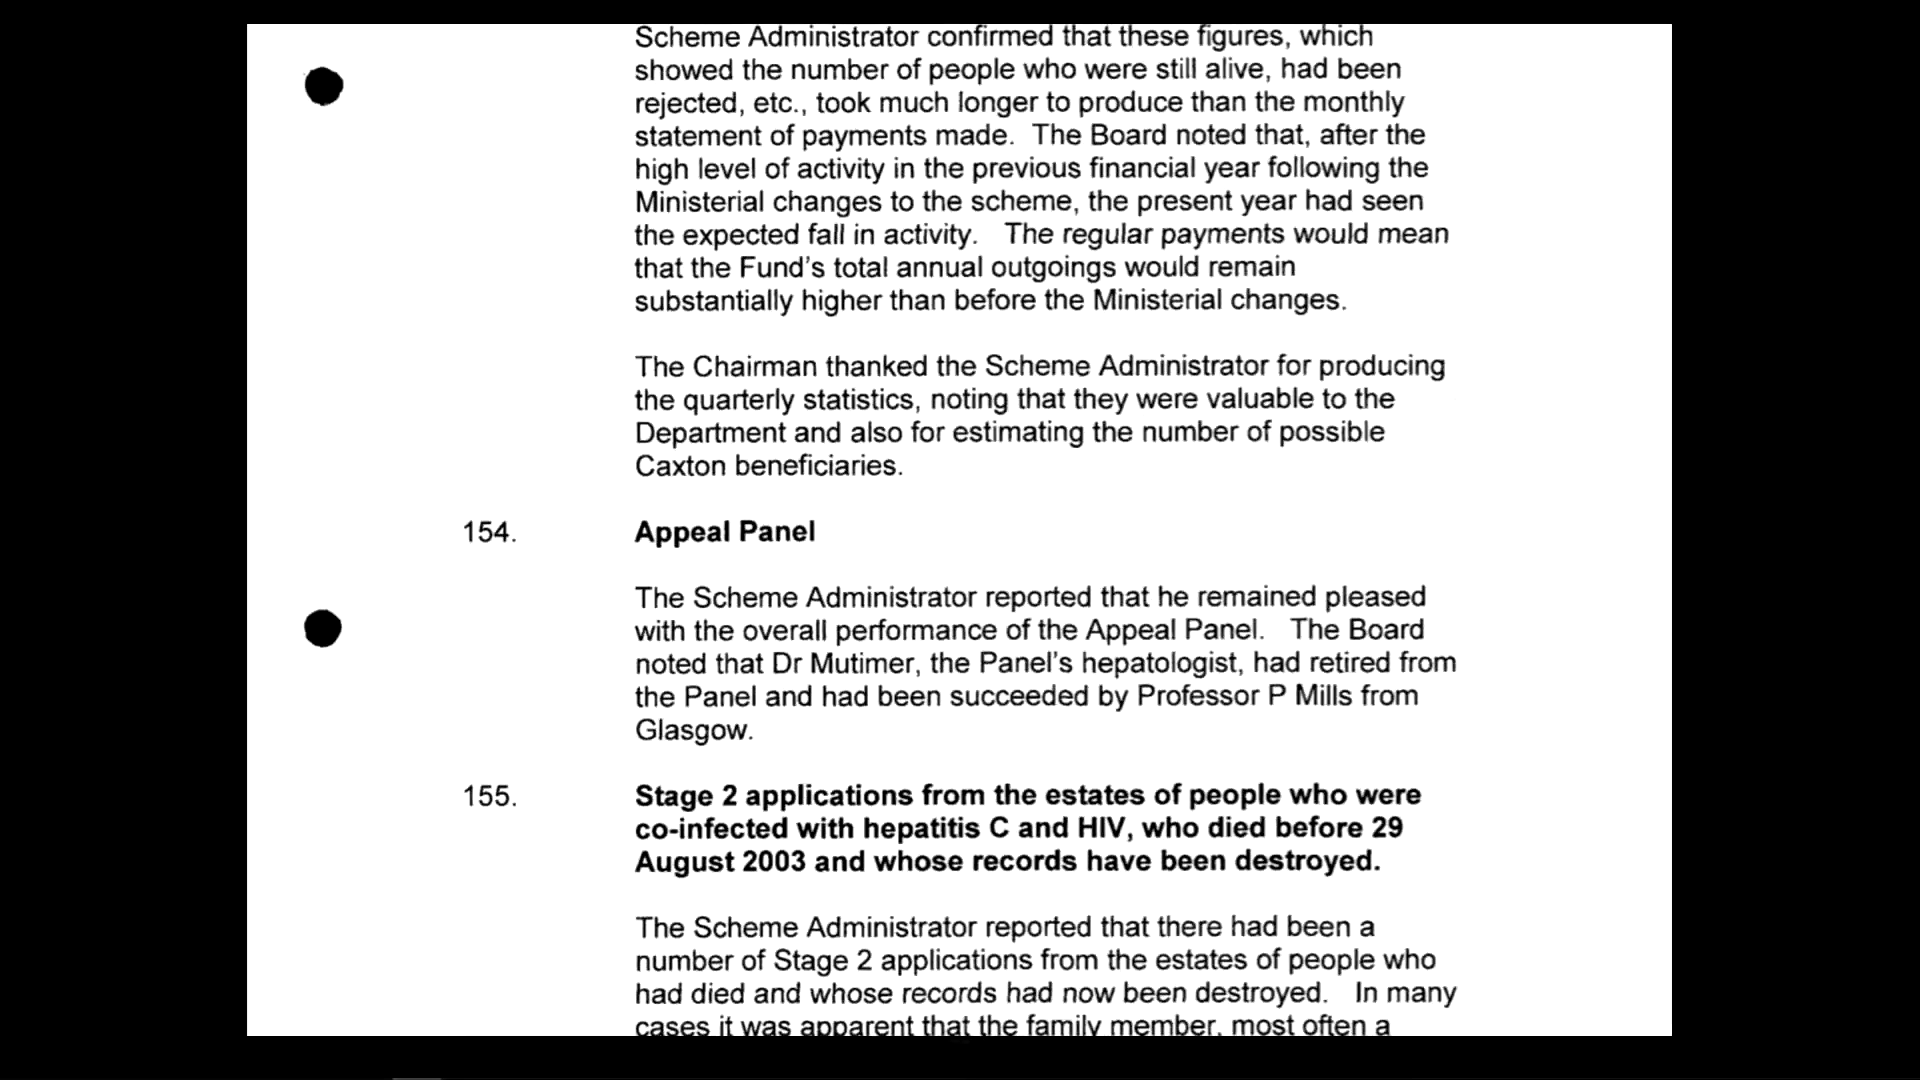 Scheme Administrator confirmed that these figures, which
showed the number of people who were still alive, had been
rejected, etc., took much longer to produce than the monthly
statement of payments made. The Board noted that, after the
high level of activity in the previous financial year following the
Ministerial changes to the scheme, the present year had seen
the expected fall in activity. The regular payments would mean
that the Fund's total annual outgoings would remain
substantially higher than before the Ministerial changes.
The Chairman thanked the Scheme Administrator for producing
the quarterly statistics, noting that they were valuable to the
Department and also for estimating the number of possible
Caxton beneficiaries.
154. Appeal Panel
The Scheme Administrator reported that he remained pleased
with the overall performance of the Appeal Panel. The Board
noted that Dr Mutimer, the Panel's hepatologist, had retired from
the Panel and had been succeeded by Professor P Mills from
Glasgow.
155. Stage 2 applications from the estates of people who were
co-infected with hepatitis C and HIV, who died before 29
August 2003 and whose records have been destroyed.
The Scheme Administrator reported that there had been a
number of Stage 2 applications from the estates of people who
had died and whose records had now been destroyed. In many
cases it was apparent that the family member, most often a